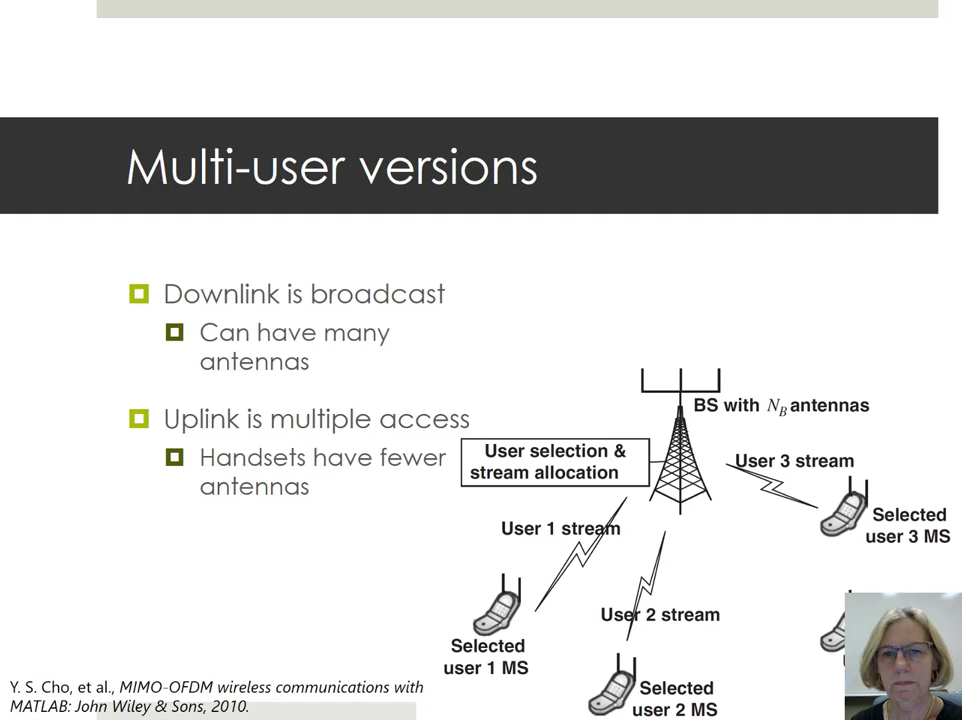 Multi-user versions
Downlink is broadcast
Can have many
antennas
Uplink is multiple access
Handsets have fewer
antennas
BS with N_B antennas
User selection &
stream allocation
User 3 stream
Selected
user 3 MS
User 1 stream
User 2 stream
Selected
user 1 MS
Selected
user 2 MS
Y. S. Cho, et al., MIMO-OFDM wireless communications with
MATLAB: John Wiley & Sons, 2010.